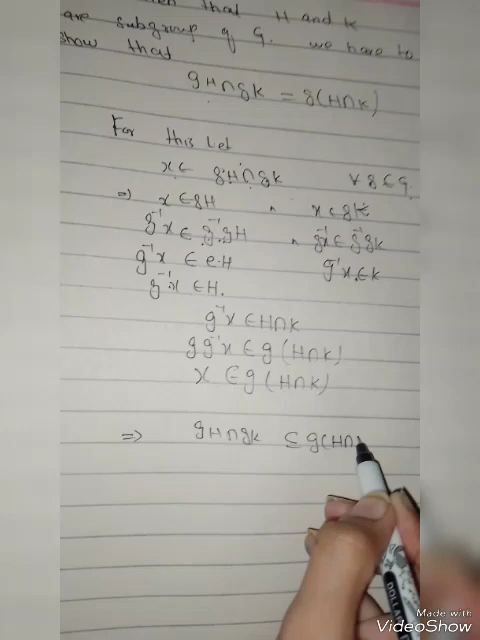 that H and K
are subgroup of G. we have to
show that
gH∩gK = g(H∩K)
For this Let
x ∈ gH∩gK ∀ g ∈ G.
⇒ x ∈ gH ^ x ∈ gK
g⁻¹x ∈ g⁻¹gH ^ g⁻¹x ∈ g⁻¹gK
g⁻¹x ∈ e·H g⁻¹x ∈ K
g⁻¹x ∈ H.
g⁻¹x ∈ H∩K
gg⁻¹x ∈ g(H∩K)
x ∈ g(H∩K)
⇒ gH∩gK ⊆ g(H∩
DOLLAR
Made with
VideoShow